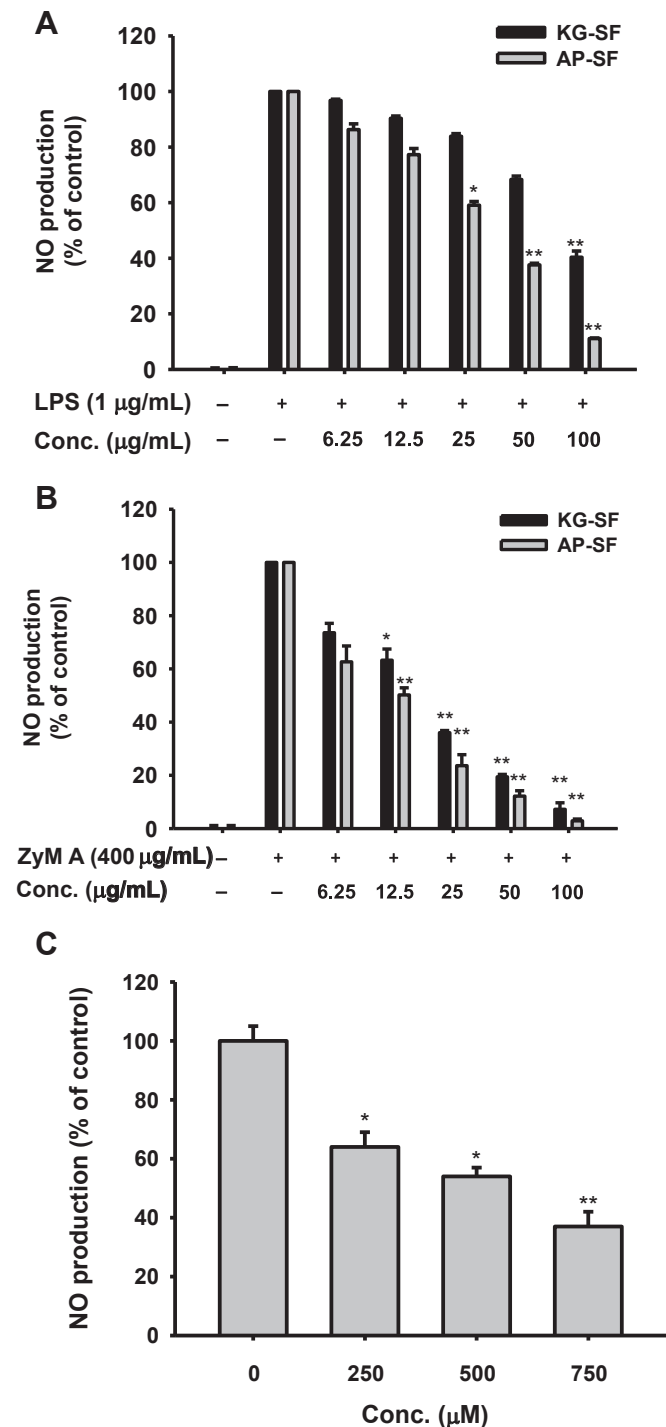 A
KG-SF
AP-SF
NO production
(% of control)
120
100
80
60
40
20
0
*
**
**
**
LPS (1 μg/mL) – + + + + + +
Conc. (μg/mL) – – 6.25 12.5 25 50 100
B
KG-SF
AP-SF
NO production
(% of control)
120
100
80
60
40
20
0
*
**
**
**
**
**
**
**
ZyM A (400 μg/mL) – + + + + + +
Conc. (μg/mL) – – 6.25 12.5 25 50 100
C
NO production (% of control)
120
100
80
60
40
20
0
*
*
**
0 250 500 750
Conc. (μM)